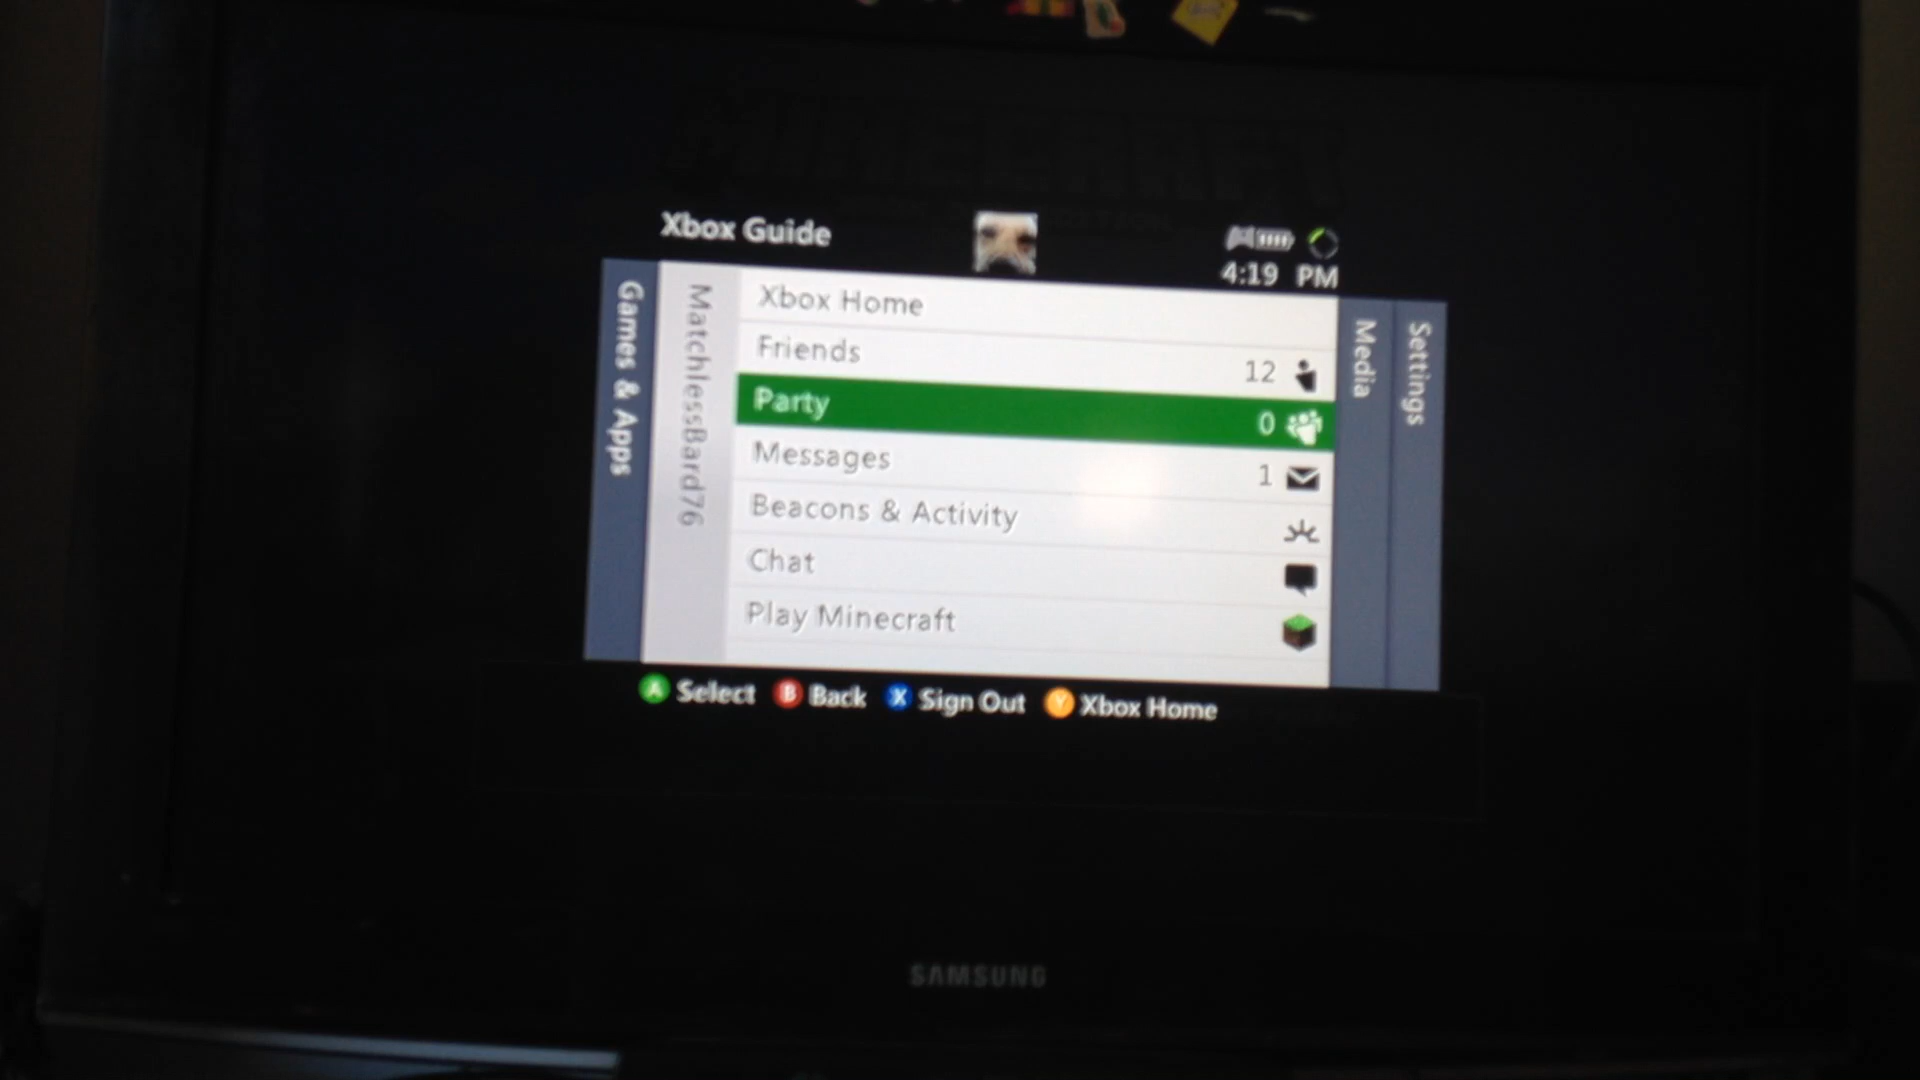 MINECRAFT
Xbox Guide
4:19 PM
Games & Apps
MatchlessBard76
Xbox Home
Friends 12
Party 0
Messages 1
Beacons & Activity
Chat
Play Minecraft
Media
Settings
A Select B Back X Sign Out Y Xbox Home
SAMSUNG